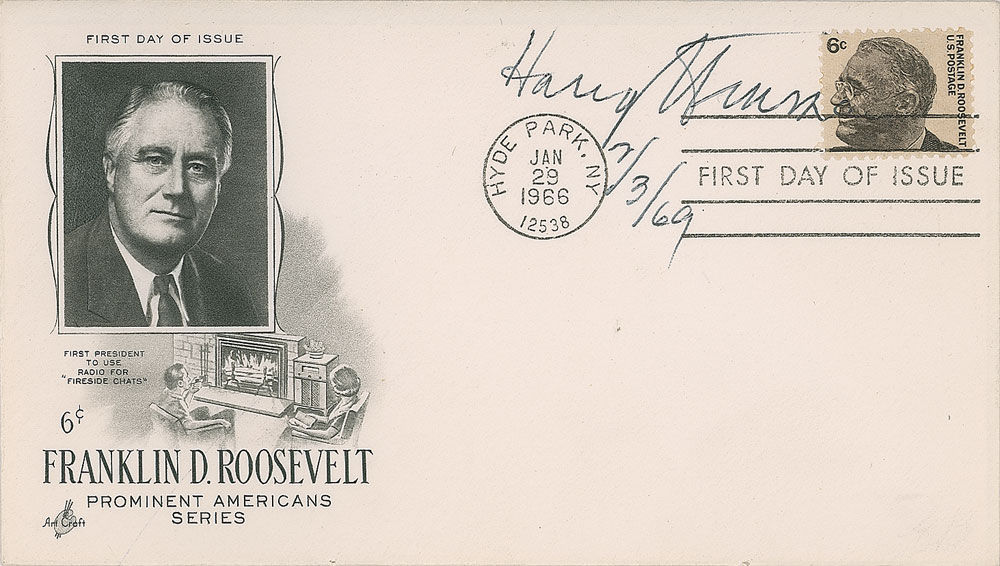 FIRST DAY OF ISSUE
FIRST PRESIDENT
TO USE
RADIO FOR
"FIRESIDE CHATS"
6¢
FRANKLIN D. ROOSEVELT
PROMINENT AMERICANS
SERIES
Art Craft
Harry Truman
2/3/69
HYDE PARK, NY
JAN
29
1966
12538
6c
FRANKLIN D. ROOSEVELT
U.S. POSTAGE
FIRST DAY OF ISSUE